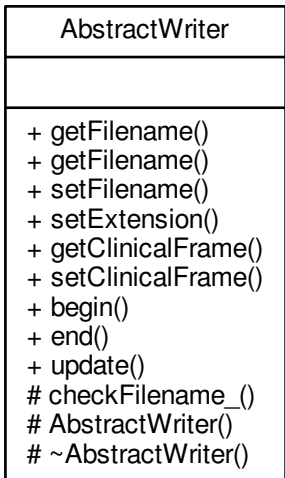 AbstractWriter
+ getFilename()
+ getFilename()
+ setFilename()
+ setExtension()
+ getClinicalFrame()
+ setClinicalFrame()
+ begin()
+ end()
+ update()
# checkFilename_()
# AbstractWriter()
# ~AbstractWriter()